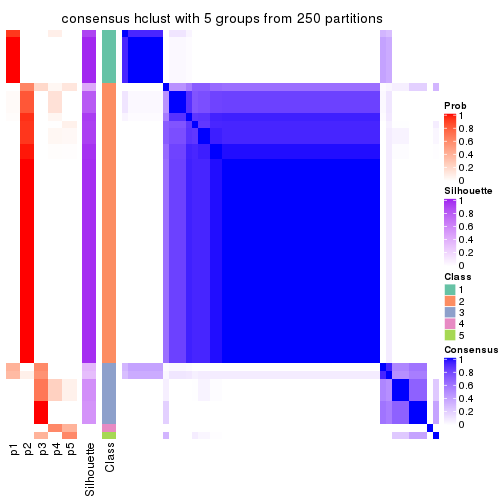 consensus hclust with 5 groups from 250 partitions
Prob
1
0.8
0.6
0.4
0.2
0
Silhouette
1
0.8
0.6
0.4
0.2
0
Class
1
2
3
4
5
Consensus
1
0.8
0.6
0.4
0.2
0
p1
p2
p3
p4
p5
Silhouette
Class